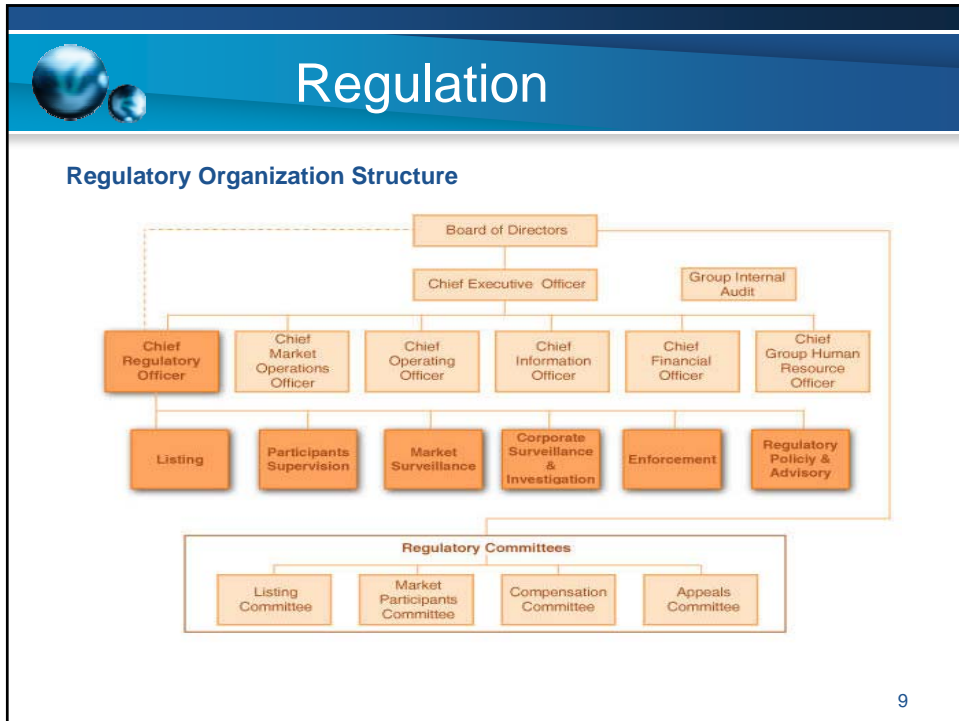 Regulation
Regulatory Organization Structure
Board of Directors
Chief Executive Officer
Group Internal
Audit
Chief
Regulatory
Officer
Chief
Market
Operations
Officer
Chief
Operating
Officer
Chief
Information
Officer
Chief
Financial
Officer
Chief
Group Human
Resource
Officer
Listing
Participants
Supervision
Market
Surveillance
Corporate
Surveillance
&
Investigation
Enforcement
Regulatory
Policiy &
Advisory
Regulatory Committees
Listing
Committee
Market
Participants
Committee
Compensation
Committee
Appeals
Committee
9